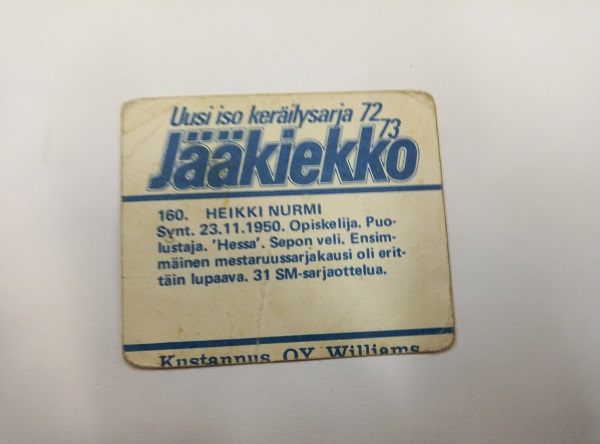 Uusi iso keräilysarja 72
73
Jääkiekko
160. HEIKKI NURMI
Synt. 23.11.1950. Opiskelija. Puo-
lustaja. 'Hessa'. Sepon veli. Ensim-
mäinen mestaruussarjakausi oli erit-
täin lupaava. 31 SM-sarjaottelua.
Kustannus OY Williams